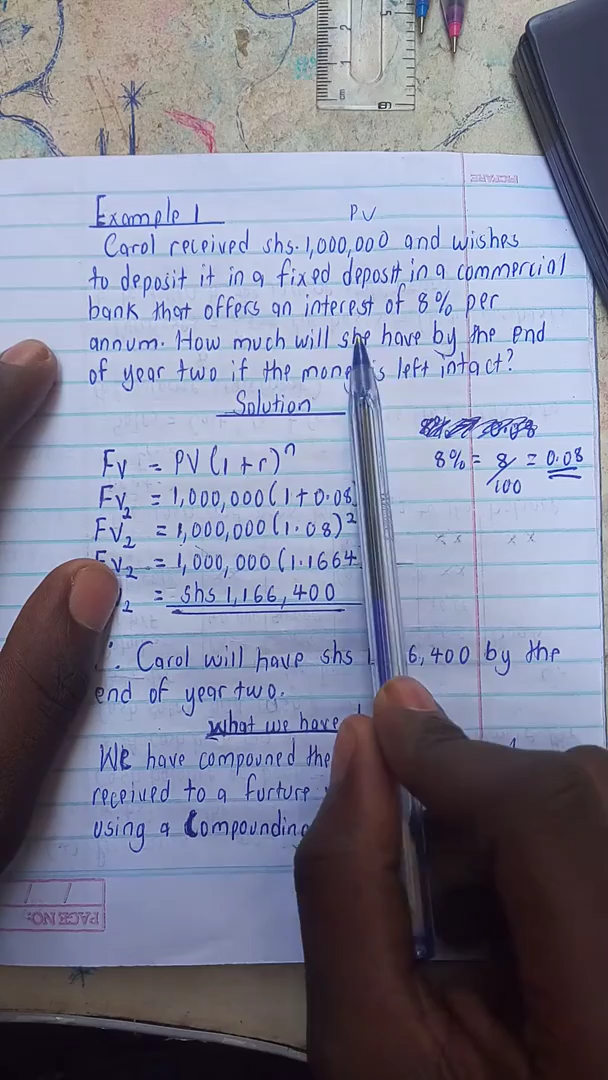 PREPARE
Example 1
PV
Carol received shs. 1,000,000 and wishes
to deposit it in a fixed deposit in a commercial
bank that offers an interest of 8% per
annum. How much will she have by the end
of year two if the money is left intact?
Solution
8% = 8/100 = 0.08
FV = PV(1+r)^n
FV2 = 1,000,000(1+0.08
FV2 = 1,000,000(1.08)²
FV2 = 1,000,000(1.1664
2 = shs 1,166,400
∴ Carol will have shs 1 6,400 by the
end of year two.
What we have
We have compouned the
received to a furture
using a Compounding
PAGE NO: